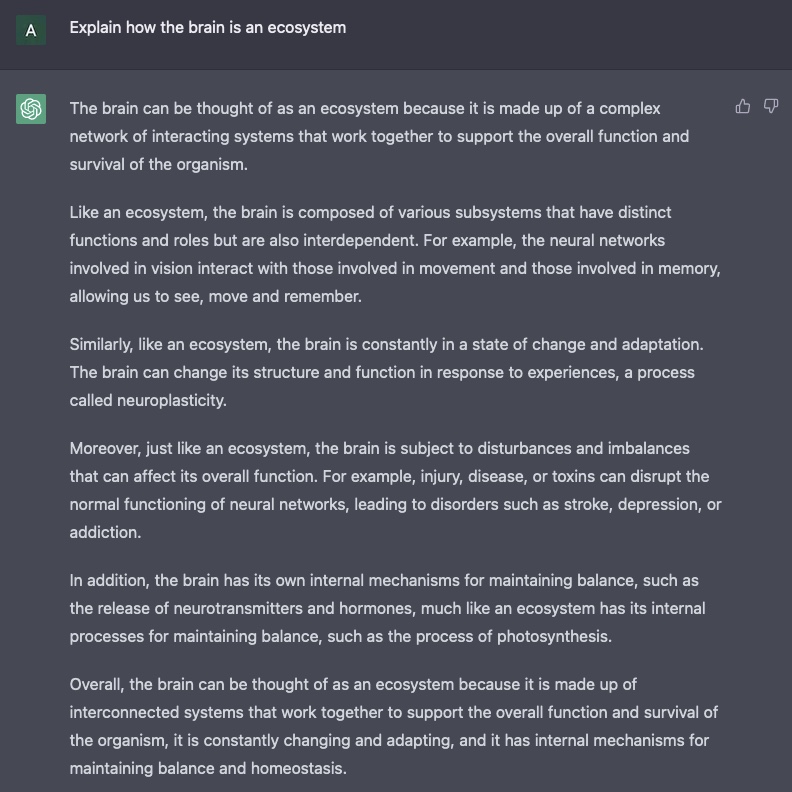 A
Explain how the brain is an ecosystem
The brain can be thought of as an ecosystem because it is made up of a complex
network of interacting systems that work together to support the overall function and
survival of the organism.
Like an ecosystem, the brain is composed of various subsystems that have distinct
functions and roles but are also interdependent. For example, the neural networks
involved in vision interact with those involved in movement and those involved in memory,
allowing us to see, move and remember.
Similarly, like an ecosystem, the brain is constantly in a state of change and adaptation.
The brain can change its structure and function in response to experiences, a process
called neuroplasticity.
Moreover, just like an ecosystem, the brain is subject to disturbances and imbalances
that can affect its overall function. For example, injury, disease, or toxins can disrupt the
normal functioning of neural networks, leading to disorders such as stroke, depression, or
addiction.
In addition, the brain has its own internal mechanisms for maintaining balance, such as
the release of neurotransmitters and hormones, much like an ecosystem has its internal
processes for maintaining balance, such as the process of photosynthesis.
Overall, the brain can be thought of as an ecosystem because it is made up of
interconnected systems that work together to support the overall function and survival of
the organism, it is constantly changing and adapting, and it has internal mechanisms for
maintaining balance and homeostasis.